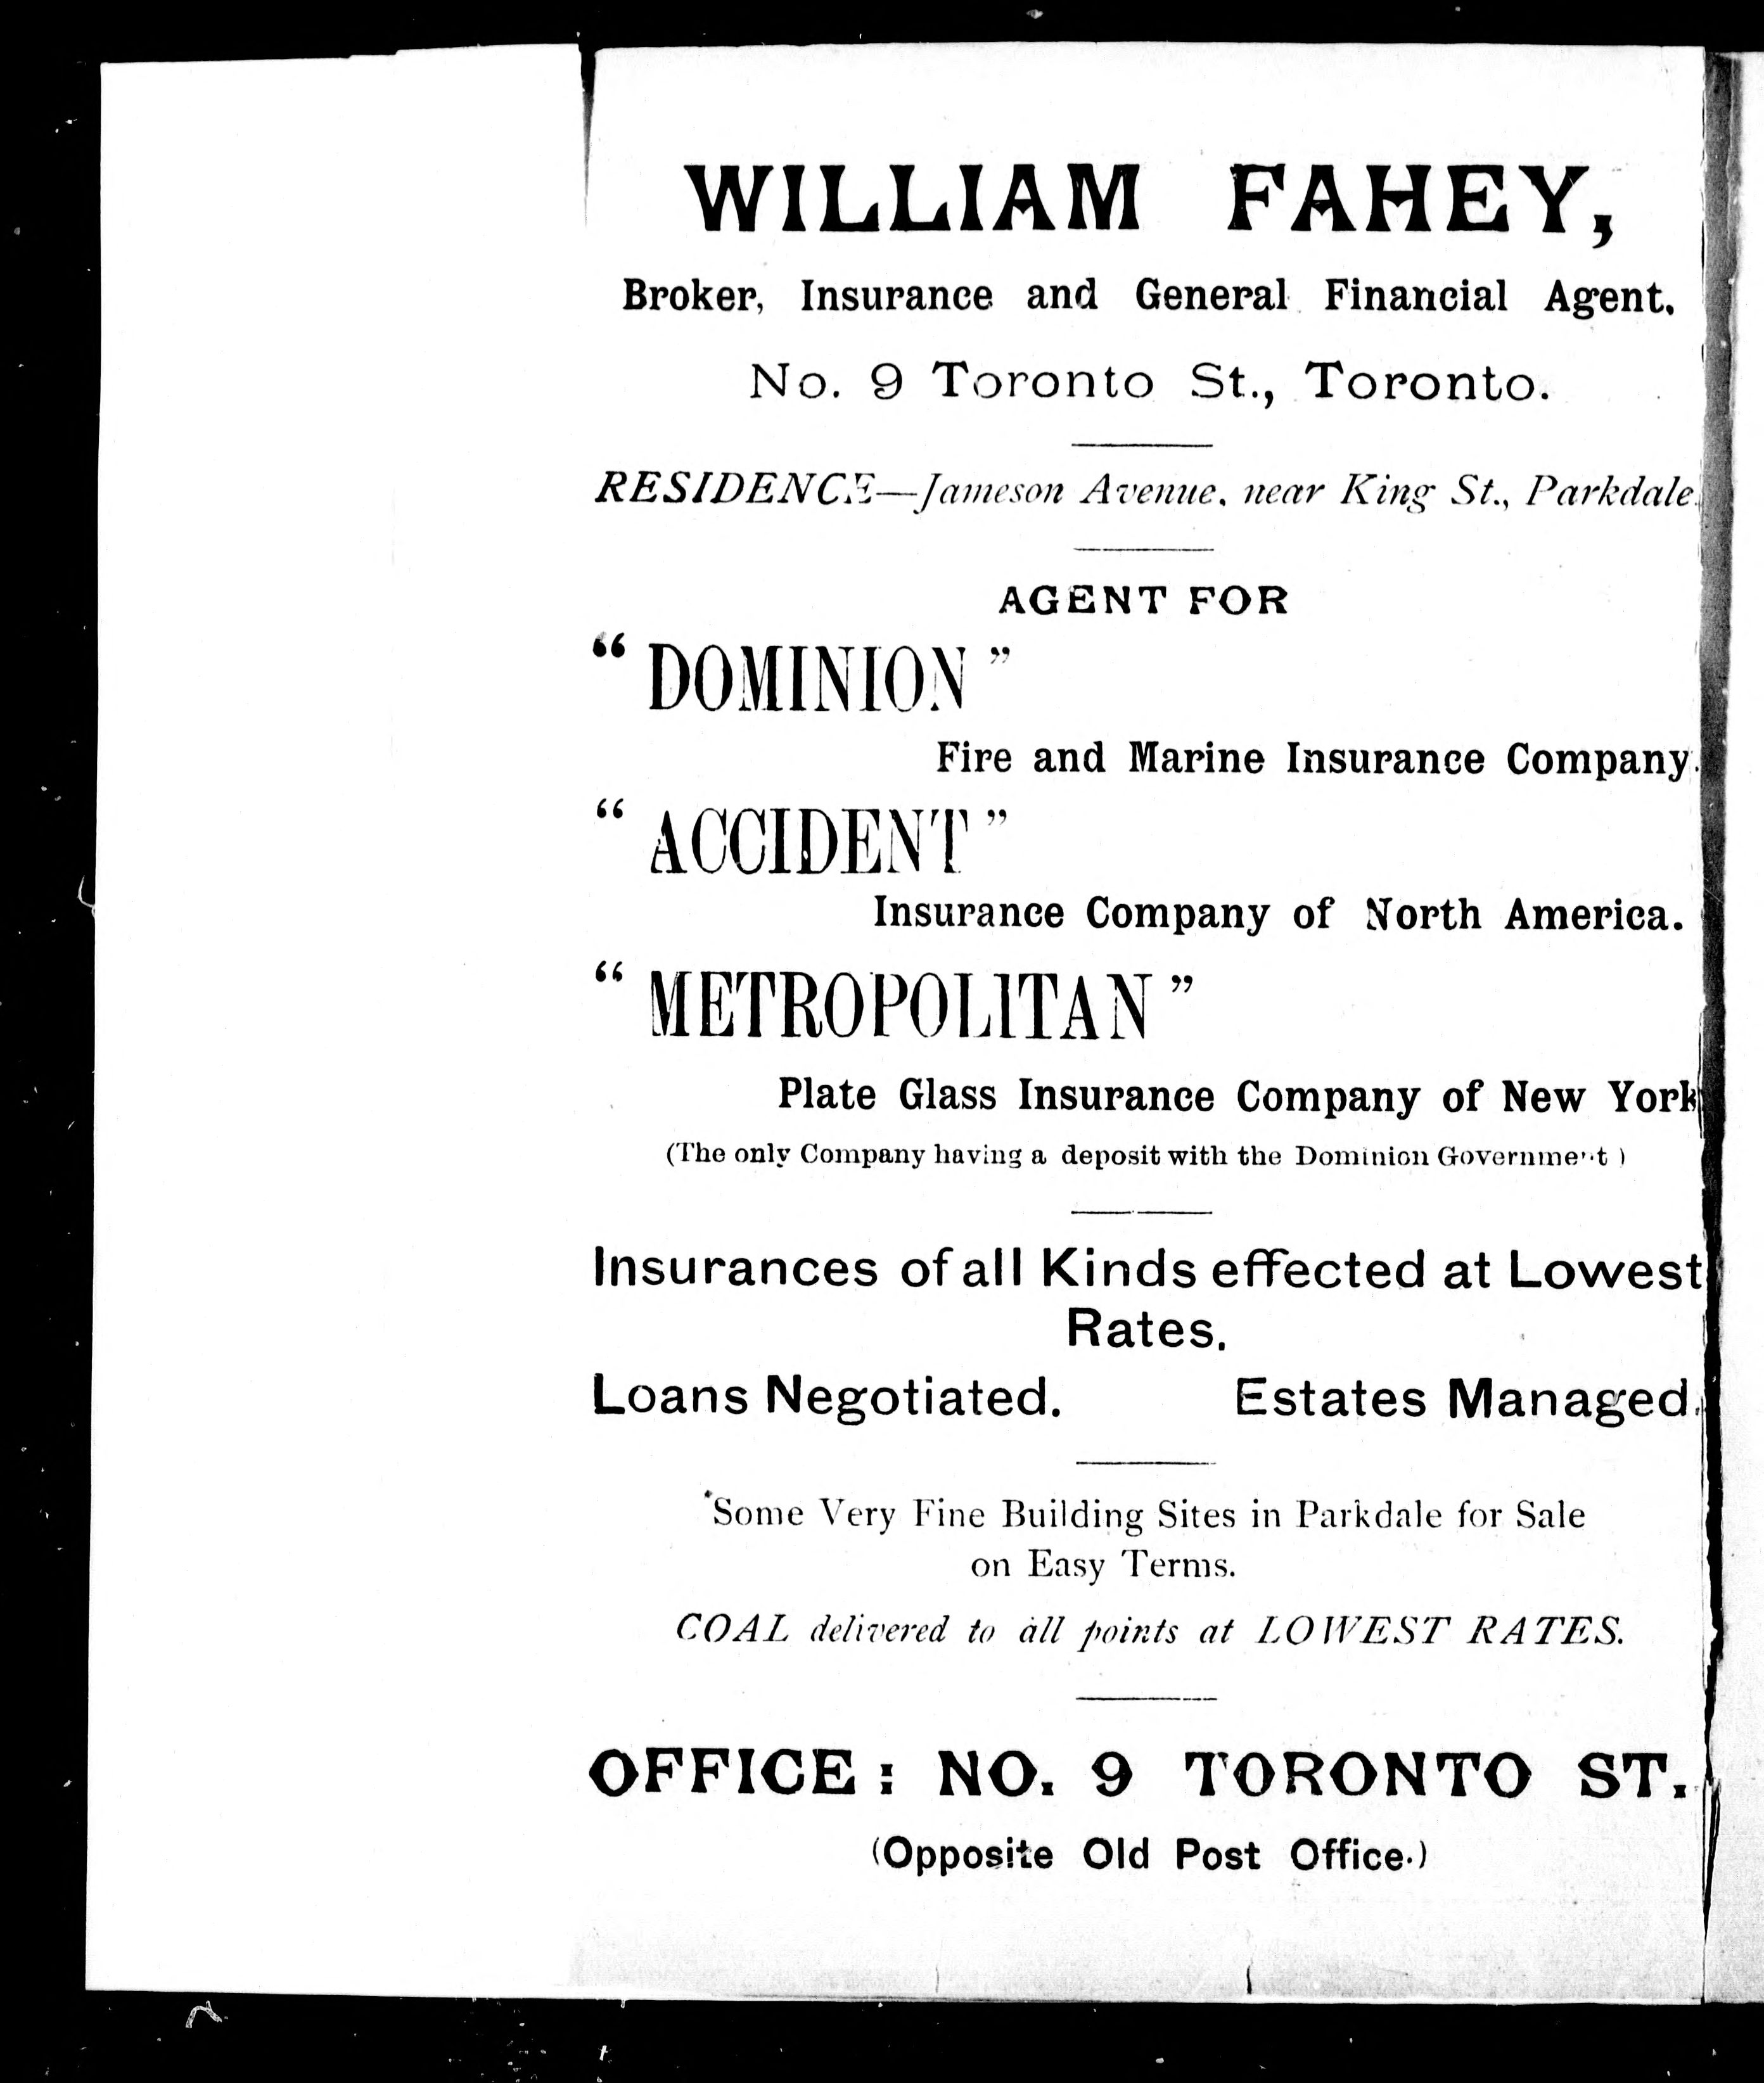 WILLIAM FAHEY,
Broker, Insurance and General Financial Agent.
No. 9 Toronto St., Toronto.
RESIDENCE—Jameson Avenue, near King St., Parkdale.
AGENT FOR
“ DOMINION ”
Fire and Marine Insurance Company.
“ ACCIDENT ”
Insurance Company of North America.
“ METROPOLITAN ”
Plate Glass Insurance Company of New York
(The only Company having a deposit with the Dominion Government )
Insurances of all Kinds effected at Lowest
Rates.
Loans Negotiated. Estates Managed.
Some Very Fine Building Sites in Parkdale for Sale
on Easy Terms.
COAL delivered to all points at LOWEST RATES.
OFFICE: NO. 9 TORONTO ST.
(Opposite Old Post Office.)